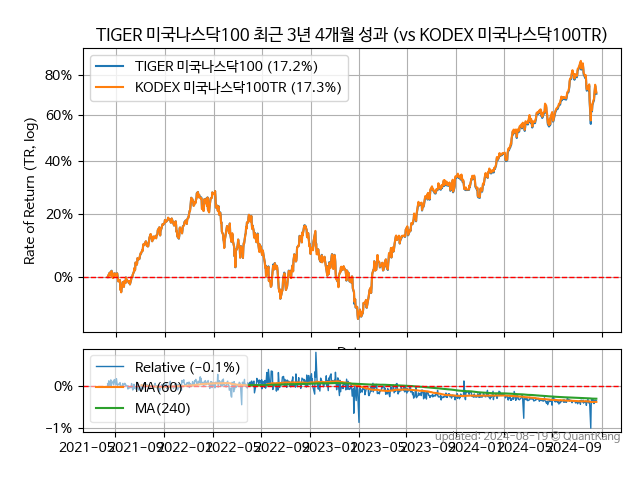 TIGER 미국나스닥100 최근 3년 4개월 성과 (vs KODEX 미국나스닥100TR)
TIGER 미국나스닥100 (17.2%)
KODEX 미국나스닥100TR (17.3%)
Rate of Return (TR, log)
80%
60%
40%
20%
0%
Relative (−0.1%)
MA(60)
MA(240)
0%
−1%
2021-05
2021-09
2022-01
2022-05
2022-09
2023-01
2023-05
2023-09
2024-01
2024-05
2024-09
updated: 2024-08-19 © QuantKang